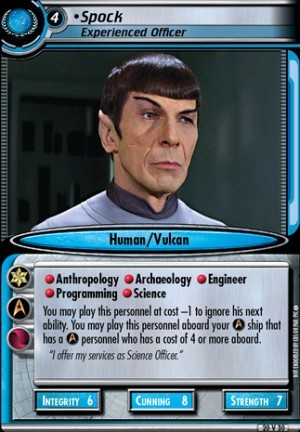 4 •Spock
Experienced Officer
Human/Vulcan
Anthropology Archaeology Engineer
Programming Science
You may play this personnel at cost –1 to ignore his next
ability. You may play this personnel aboard your ship that
has a personnel who has a cost of 4 or more aboard.
"I offer my services as Science Officer."
INTEGRITY 6 CUNNING 8 STRENGTH 7